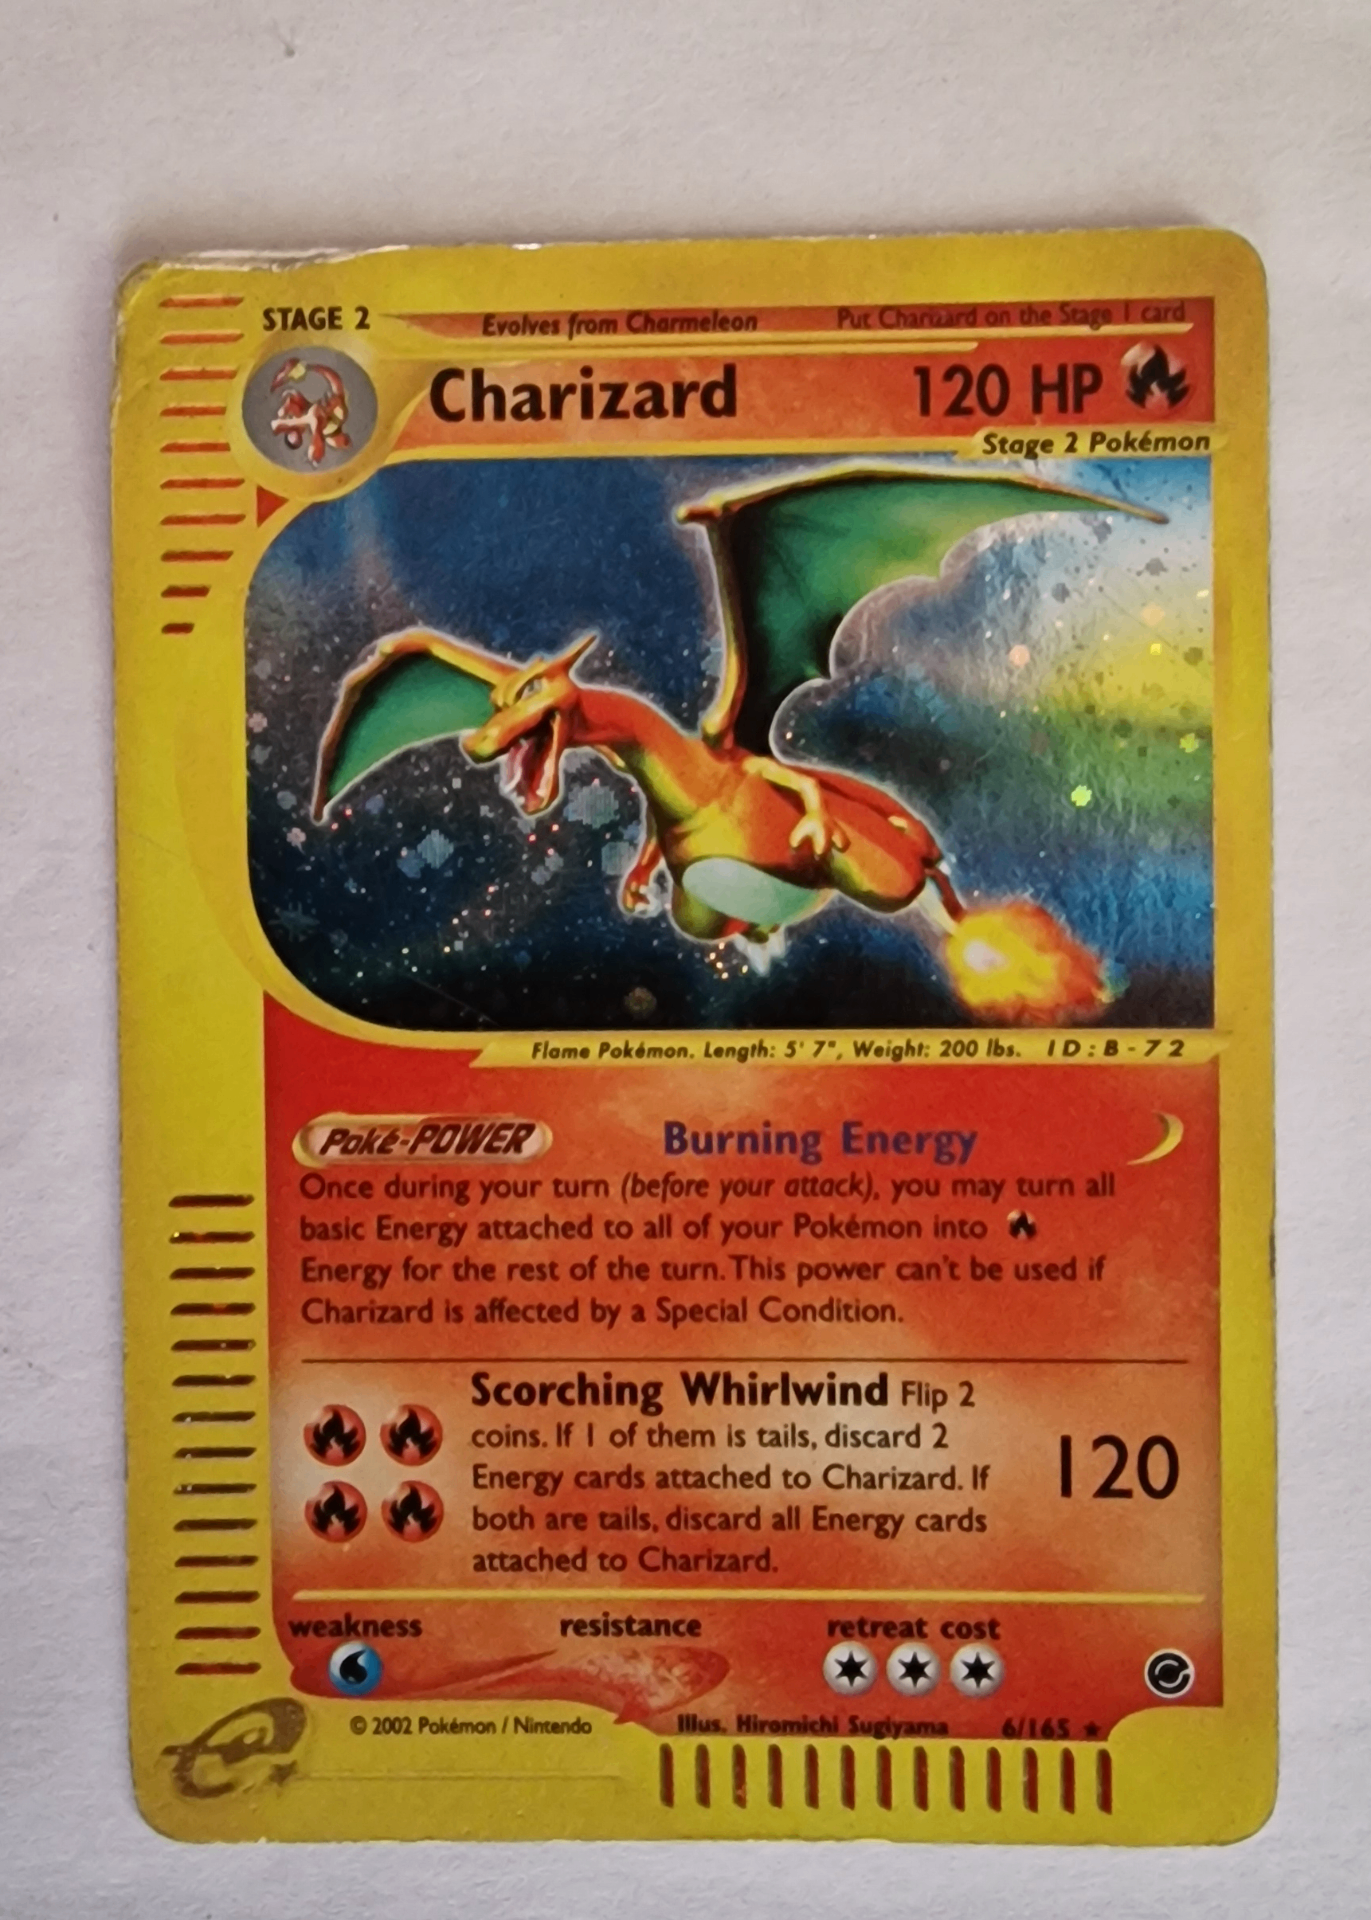 STAGE 2 Evolves from Charmeleon Put Charizard on the Stage 1 card
Charizard 120 HP
Stage 2 Pokémon
Flame Pokémon. Length: 5' 7", Weight: 200 lbs. ID:B-72
Poké-POWER Burning Energy
Once during your turn (before your attack), you may turn all
basic Energy attached to all of your Pokémon into
Energy for the rest of the turn. This power can't be used if
Charizard is affected by a Special Condition.
Scorching Whirlwind Flip 2
coins. If 1 of them is tails, discard 2
Energy cards attached to Charizard. If
both are tails, discard all Energy cards
attached to Charizard.
120
weakness resistance retreat cost
© 2002 Pokémon / Nintendo Illus. Hiromichi Sugiyama 6/165 ★